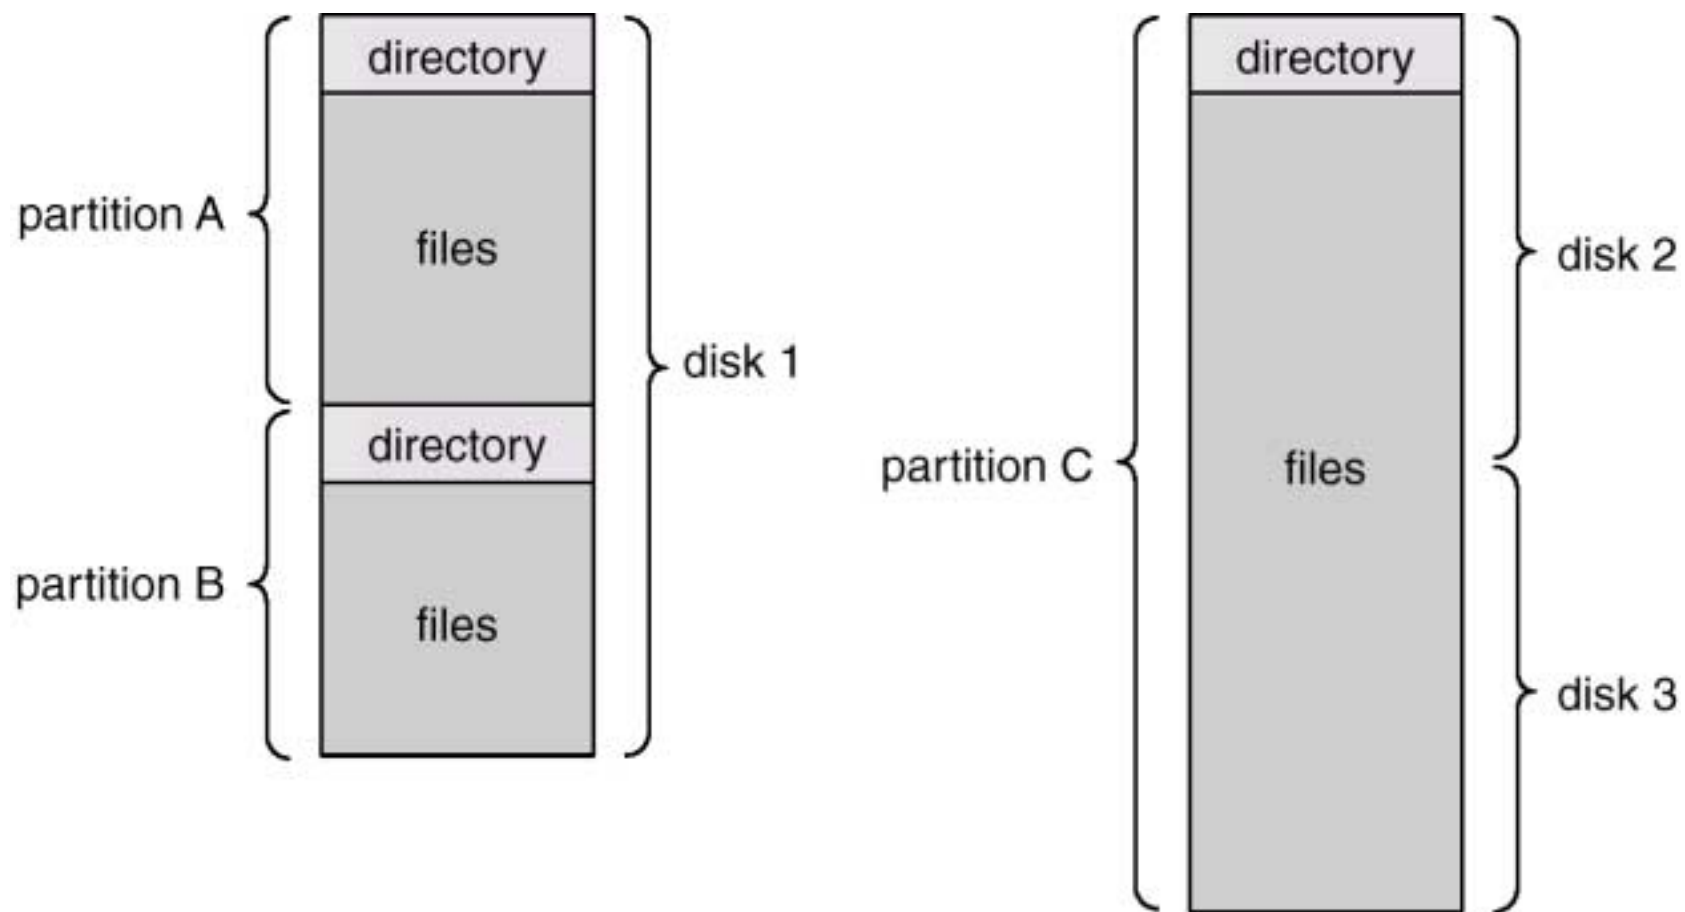 directory
partition A
files
disk 1
directory
partition B
files
directory
disk 2
partition C
files
disk 3